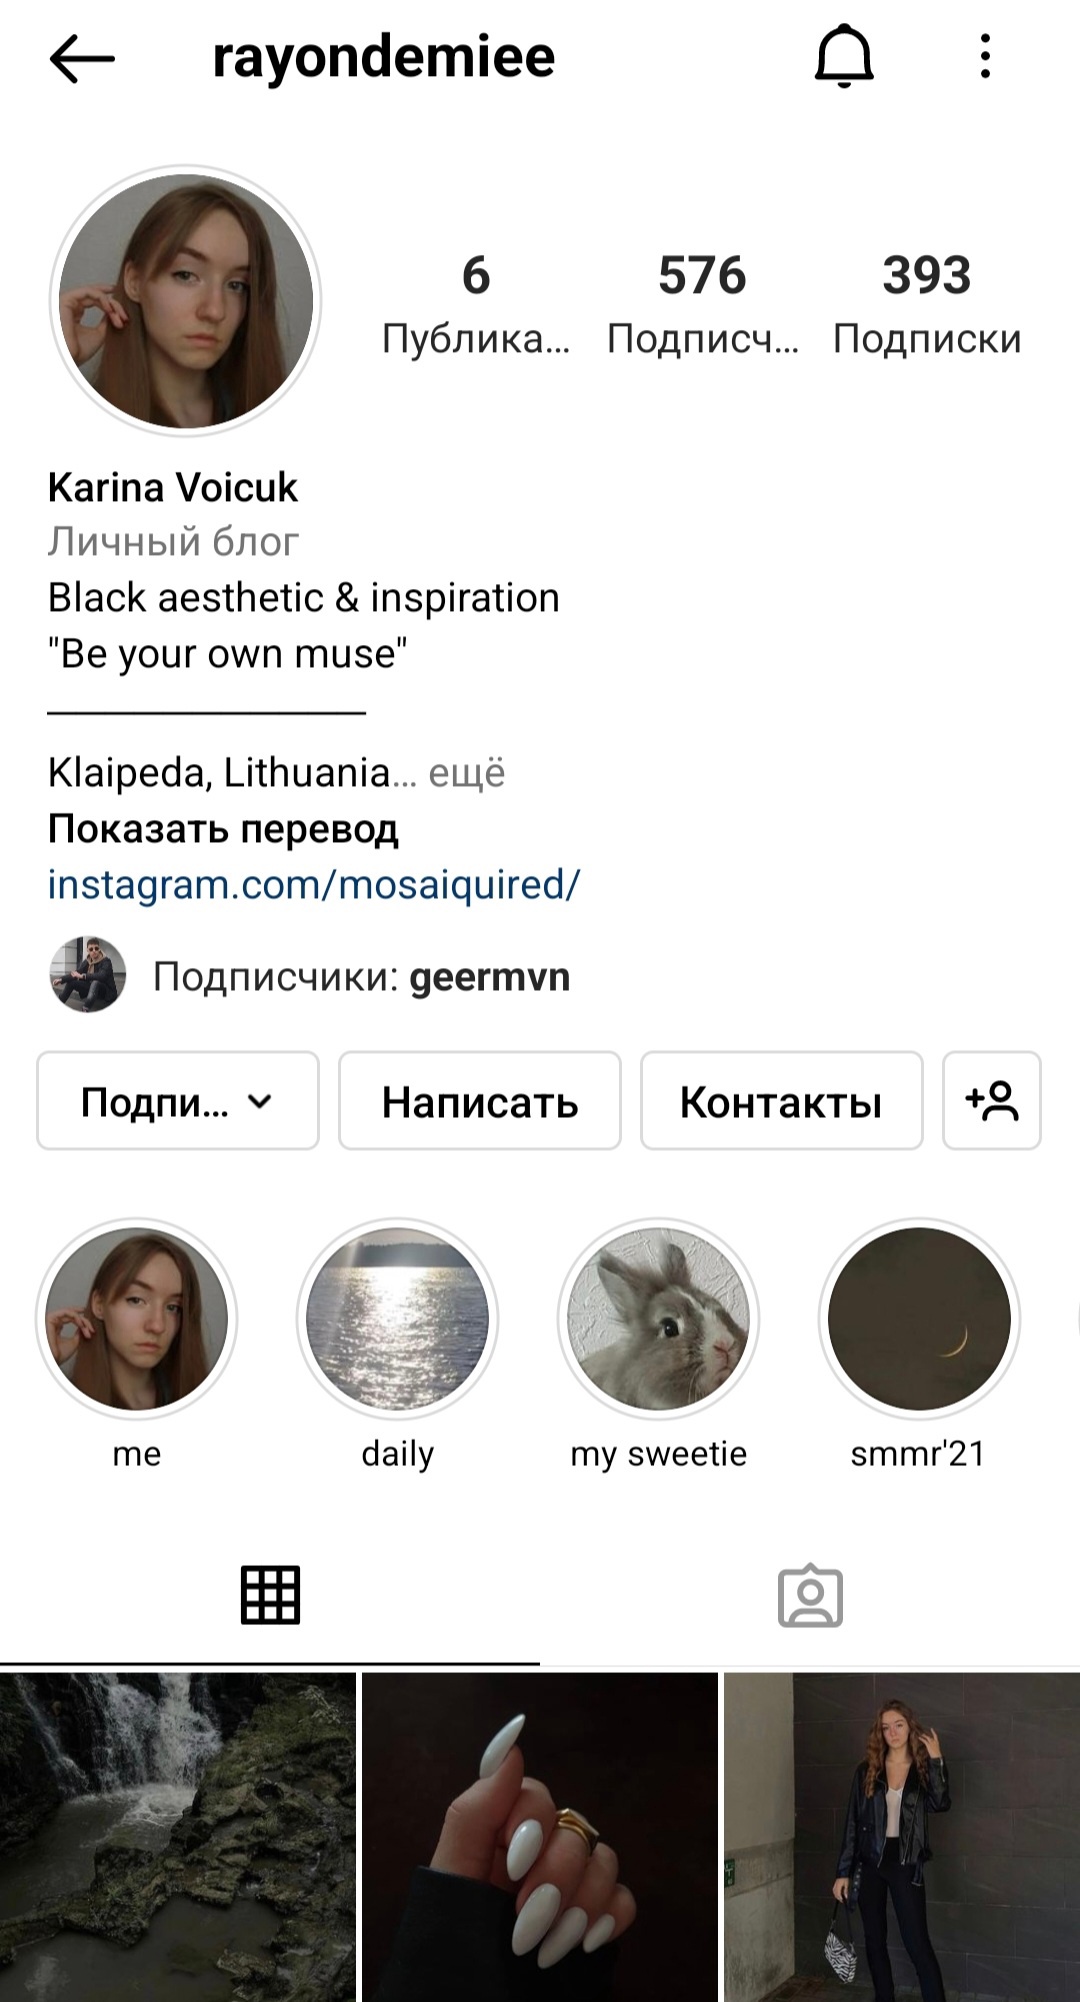 rayondemiee
6
576
393
Публика...
Подписч...
Подписки
Karina Voicuk
Личный блог
Black aesthetic & inspiration
"Be your own muse"
Klaipeda, Lithuania... ещё
Показать перевод
instagram.com/mosaiquired/
Подписчики: geermvn
Подпи...
Написать
Контакты
me
daily
my sweetie
smmr'21